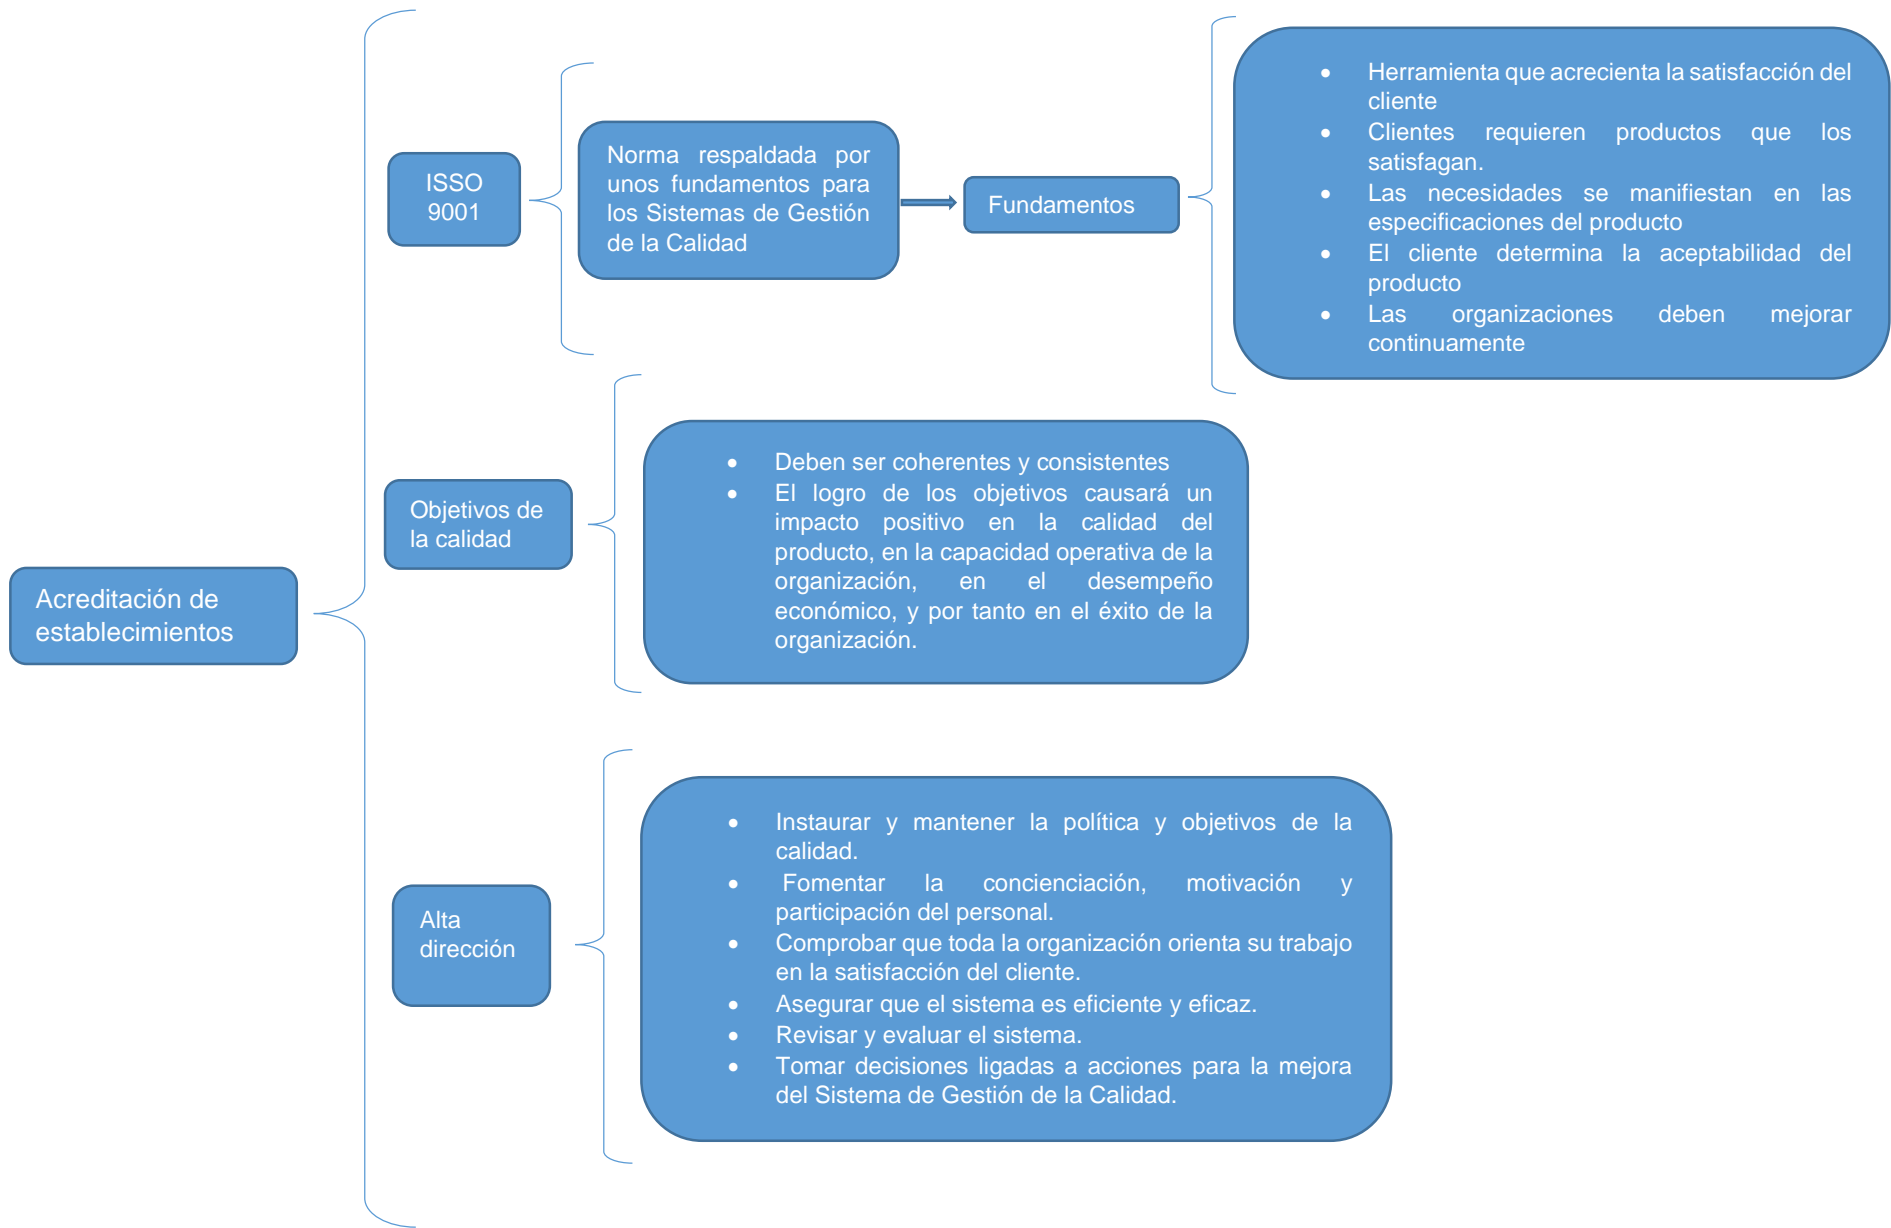 Acreditación de
establecimientos
ISSO
9001
Norma respaldada por
unos fundamentos para
los Sistemas de Gestión
de la Calidad
Fundamentos
• Herramienta que acrecienta la satisfacción del
cliente
• Clientes requieren productos que los
satisfagan.
• Las necesidades se manifiestan en las
especificaciones del producto
• El cliente determina la aceptabilidad del
producto
• Las organizaciones deben mejorar
continuamente
Objetivos de
la calidad
• Deben ser coherentes y consistentes
• El logro de los objetivos causará un
impacto positivo en la calidad del
producto, en la capacidad operativa de la
organización, en el desempeño
económico, y por tanto en el éxito de la
organización.
Alta
dirección
• Instaurar y mantener la política y objetivos de la
calidad.
• Fomentar la concienciación, motivación y
participación del personal.
• Comprobar que toda la organización orienta su trabajo
en la satisfacción del cliente.
• Asegurar que el sistema es eficiente y eficaz.
• Revisar y evaluar el sistema.
• Tomar decisiones ligadas a acciones para la mejora
del Sistema de Gestión de la Calidad.